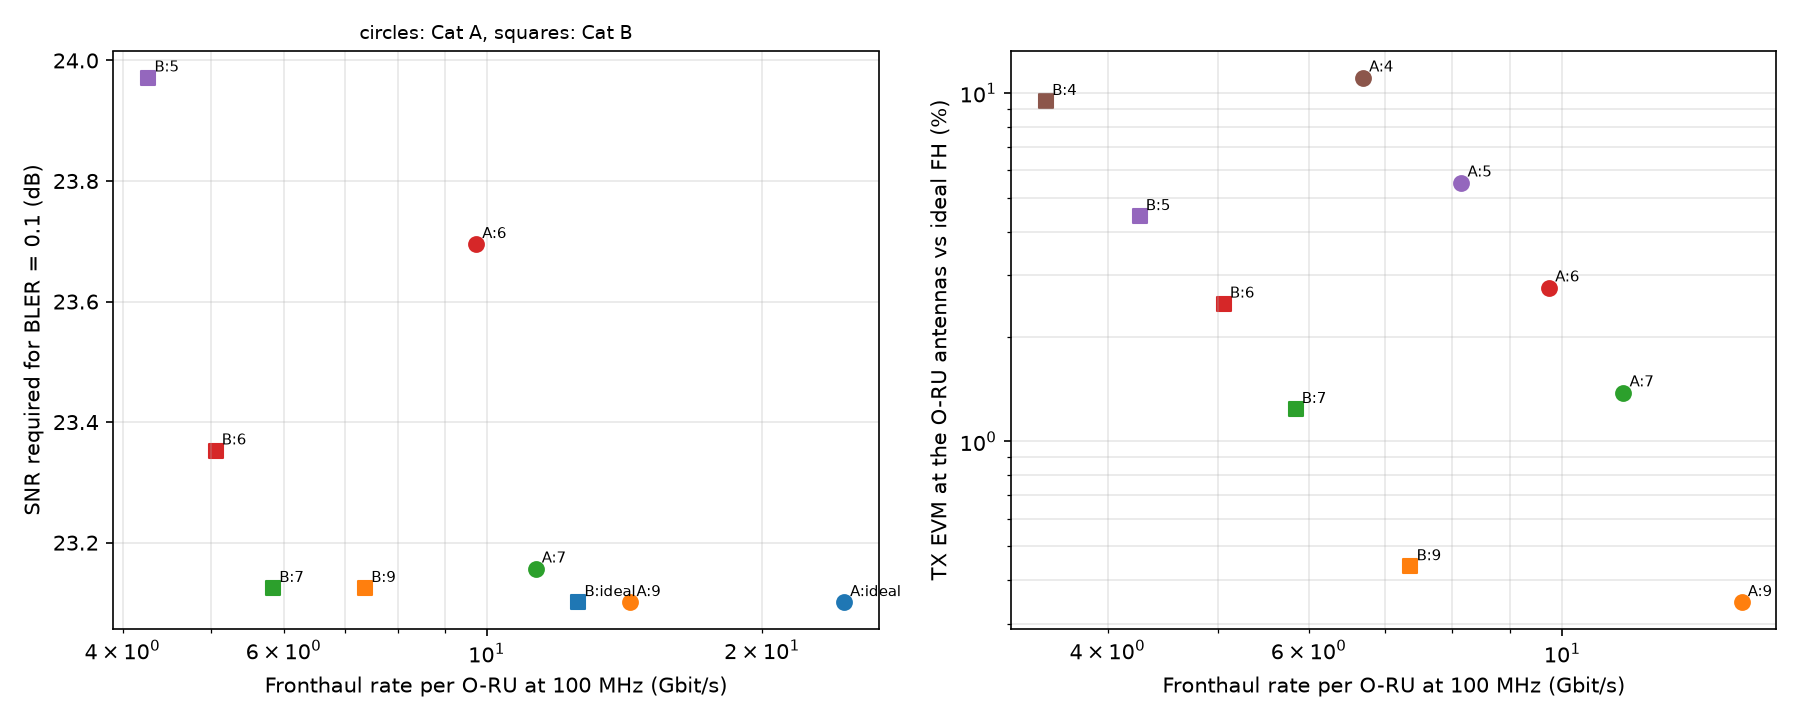 circles: Cat A, squares: Cat B
SNR required for BLER = 0.1 (dB)
24.0
23.8
23.6
23.4
23.2
B:5
A:6
B:6
A:7
B:7
B:9
B:ideal
A:9
A:ideal
4 × 10⁰
6 × 10⁰
10¹
2 × 10¹
Fronthaul rate per O-RU at 100 MHz (Gbit/s)
TX EVM at the O-RU antennas vs ideal FH (%)
10¹
10⁰
A:4
B:4
A:5
B:5
A:6
B:6
A:7
B:7
B:9
A:9
4 × 10⁰
6 × 10⁰
10¹
Fronthaul rate per O-RU at 100 MHz (Gbit/s)